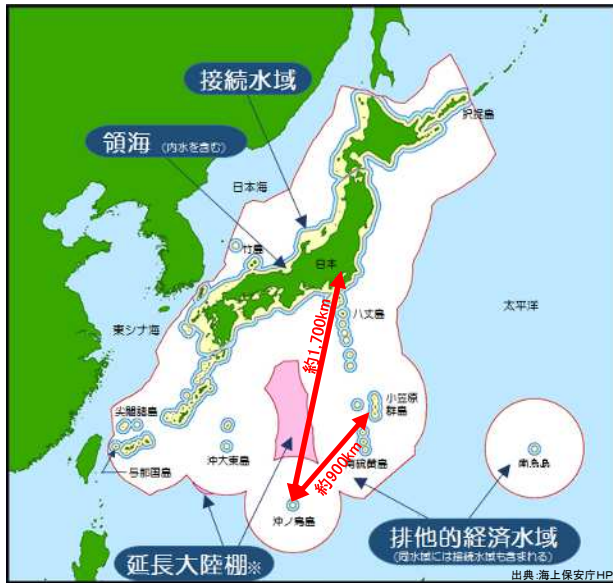 接続水域
択捉島
領海 (内水を含む)
日本海
竹島
日本
八丈島
太平洋
東シナ海
約1,700km
尖閣諸島
小笠原
群島
約900km
沖大東島
南硫黄島
南鳥島
与那国島
沖ノ鳥島
延長大陸棚※
排他的経済水域
(同水域には接続水域も含まれる)
出典:海上保安庁HP